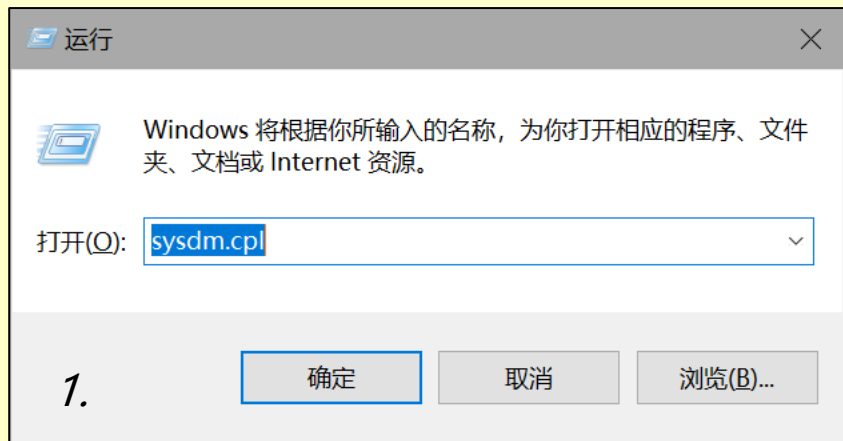 运行
Windows 将根据你所输入的名称，为你打开相应的程序、文件
夹、文档或 Internet 资源。
打开(O): sysdm.cpl
1. 确定 取消 浏览(B)...